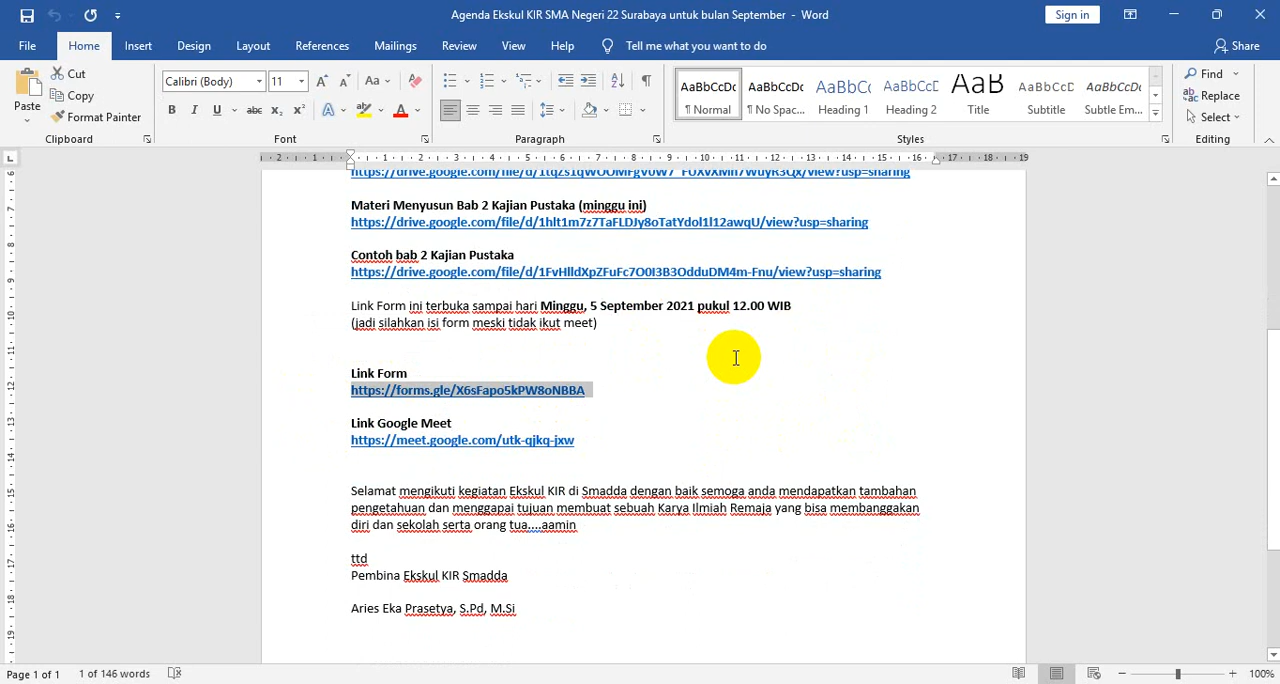 Agenda Ekskul KIR SMA Negeri 22 Surabaya untuk bulan September - Word
Sign in
File Home Insert Design Layout References Mailings Review View Help Tell me what you want to do Share
Paste
Cut
Copy
Format Painter
Calibri (Body) 11
AaBbCcDc AaBbCcDc AaBbCc AaBbCcD AaB AaBbCcD AaBbCcD
¶ Normal ¶ No Spac... Heading 1 Heading 2 Title Subtitle Subtle Em...
Find
Replace
Select
Clipboard Font Paragraph Styles Editing
Materi Menyusun Bab 2 Kajian Pustaka (minggu ini)
https://drive.google.com/file/d/1hlt1m7z7TaFLDJy8oTatYdol1l12awqU/view?usp=sharing
Contoh bab 2 Kajian Pustaka
https://drive.google.com/file/d/1FvHlldXpZFuFc7O0I3B3OdduDM4m-Fnu/view?usp=sharing
Link Form ini terbuka sampai hari Minggu, 5 September 2021 pukul 12.00 WIB
(jadi silahkan isi form meski tidak ikut meet)
Link Form
https://forms.gle/X6sFapo5kPW8oNBBA
Link Google Meet
https://meet.google.com/utk-qjkq-jxw
Selamat mengikuti kegiatan Ekskul KIR di Smadda dengan baik semoga anda mendapatkan tambahan
pengetahuan dan menggapai tujuan membuat sebuah Karya Ilmiah Remaja yang bisa membanggakan
diri dan sekolah serta orang tua....aamin
ttd
Pembina Ekskul KIR Smadda
Aries Eka Prasetya, S.Pd, M.Si
Page 1 of 1 1 of 146 words 100%